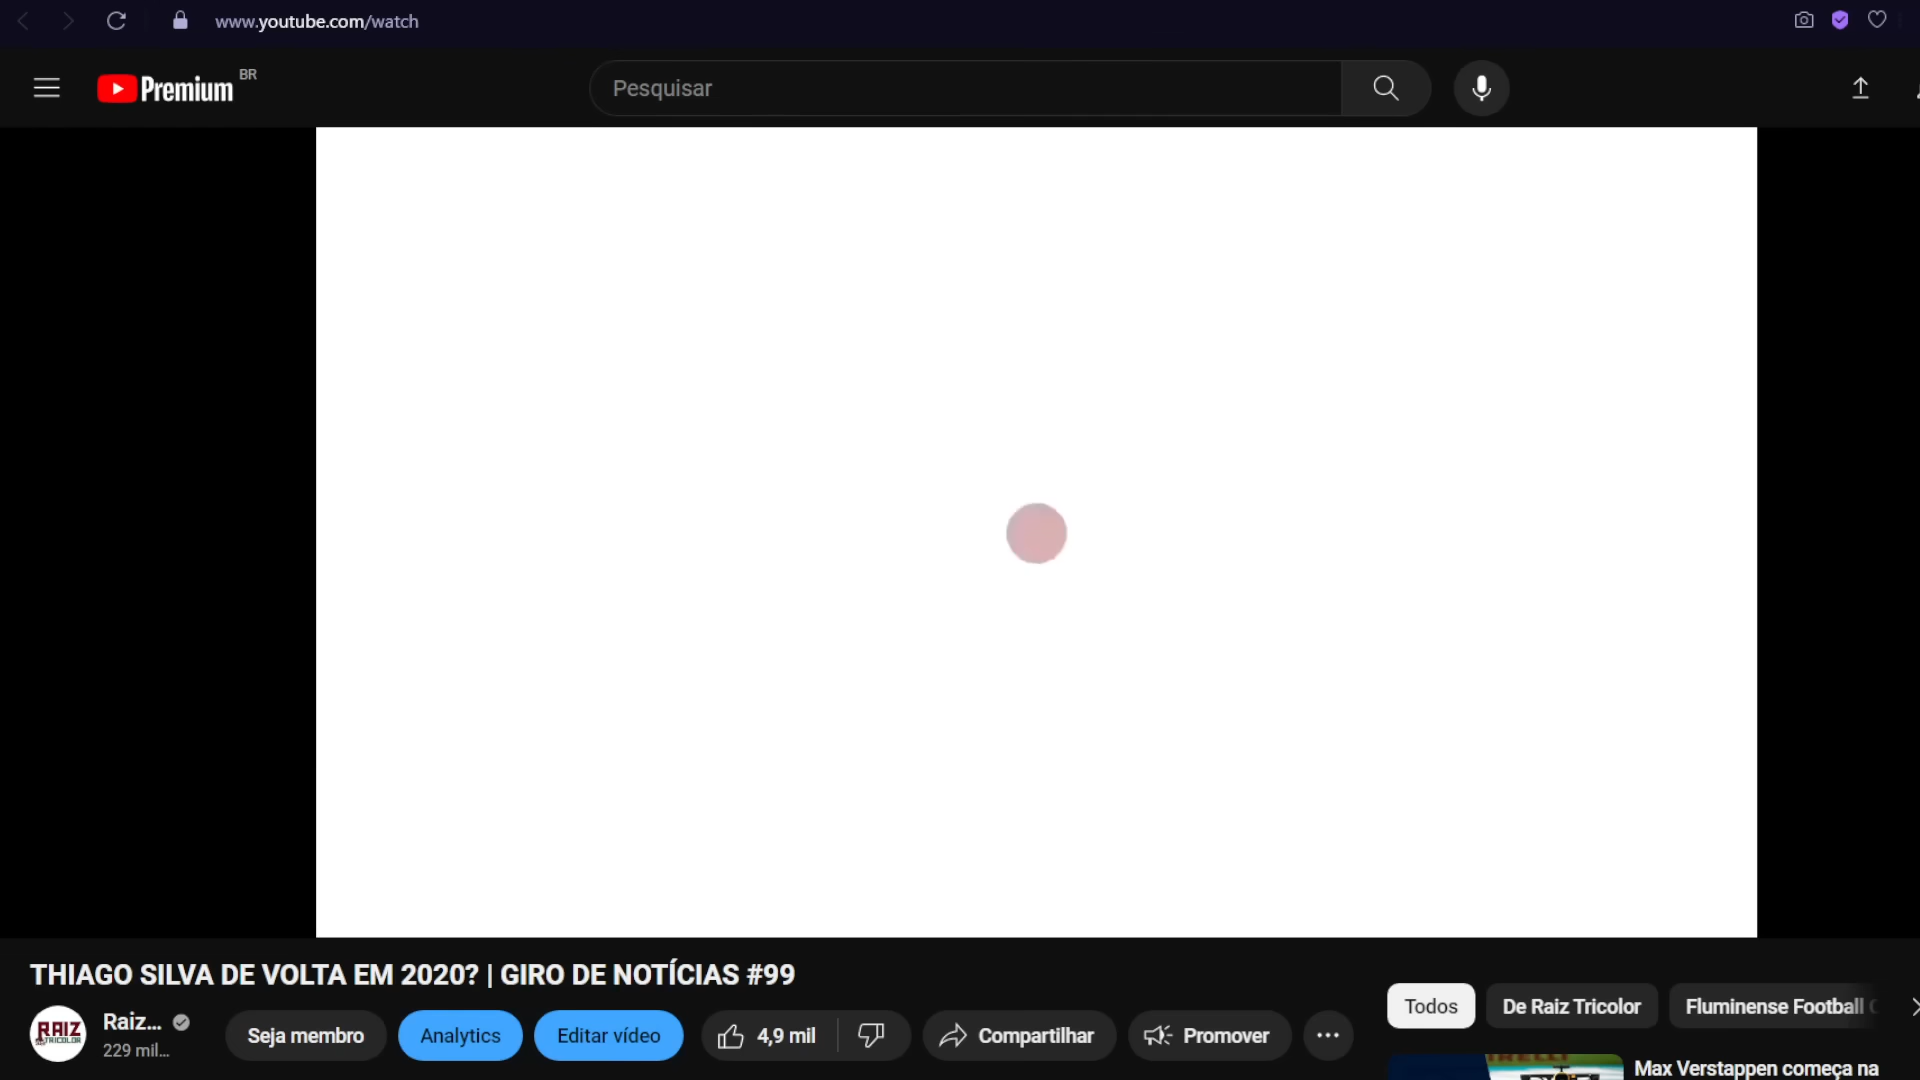 www.youtube.com/watch
Premium BR
Pesquisar
THIAGO SILVA DE VOLTA EM 2020? | GIRO DE NOTÍCIAS #99
RAIZ
TRICOLOR
Raiz...
229 mil...
Seja membro
Analytics
Editar vídeo
4,9 mil
Compartilhar
Promover
Todos
De Raiz Tricolor
Fluminense Football
Max Verstappen começa na